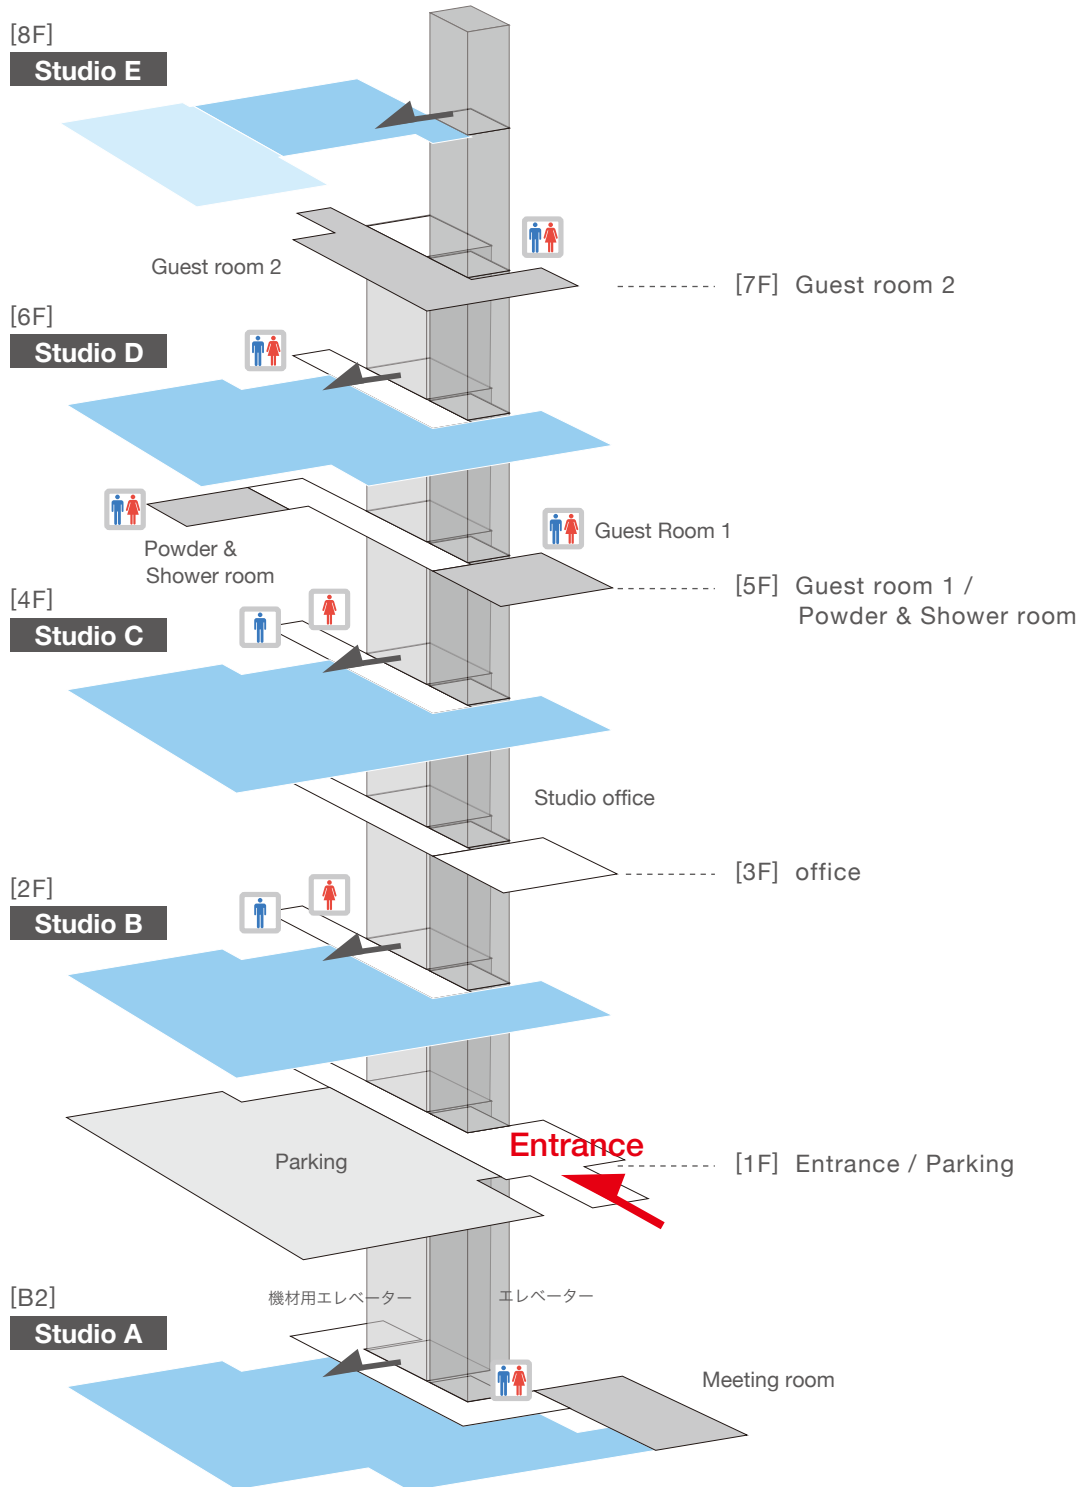 [8F]
Studio E
Guest room 2
[7F] Guest room 2
[6F]
Studio D
Guest Room 1
Powder &
Shower room
[5F] Guest room 1 /
Powder & Shower room
[4F]
Studio C
Studio office
[3F] office
[2F]
Studio B
Entrance
Parking
[1F] Entrance / Parking
[B2]
機材用エレベーター
エレベーター
Studio A
Meeting room